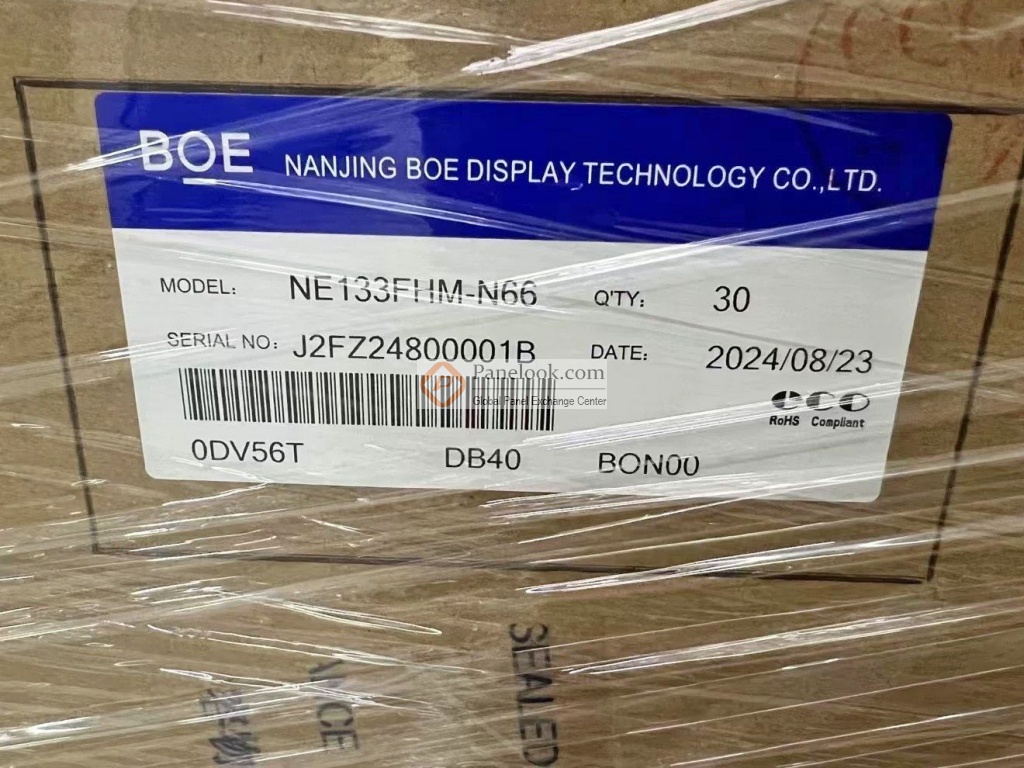 BOE NANJING BOE DISPLAY TECHNOLOGY CO.,LTD.
MODEL: NE133FHM-N66 Q'TY: 30
SERIAL NO: J2FZ24800001B DATE: 2024/08/23
Panelook.com
Global Panel Exchange Center
RoHS Compliant
0DV56T DB40 BON00
SEALED